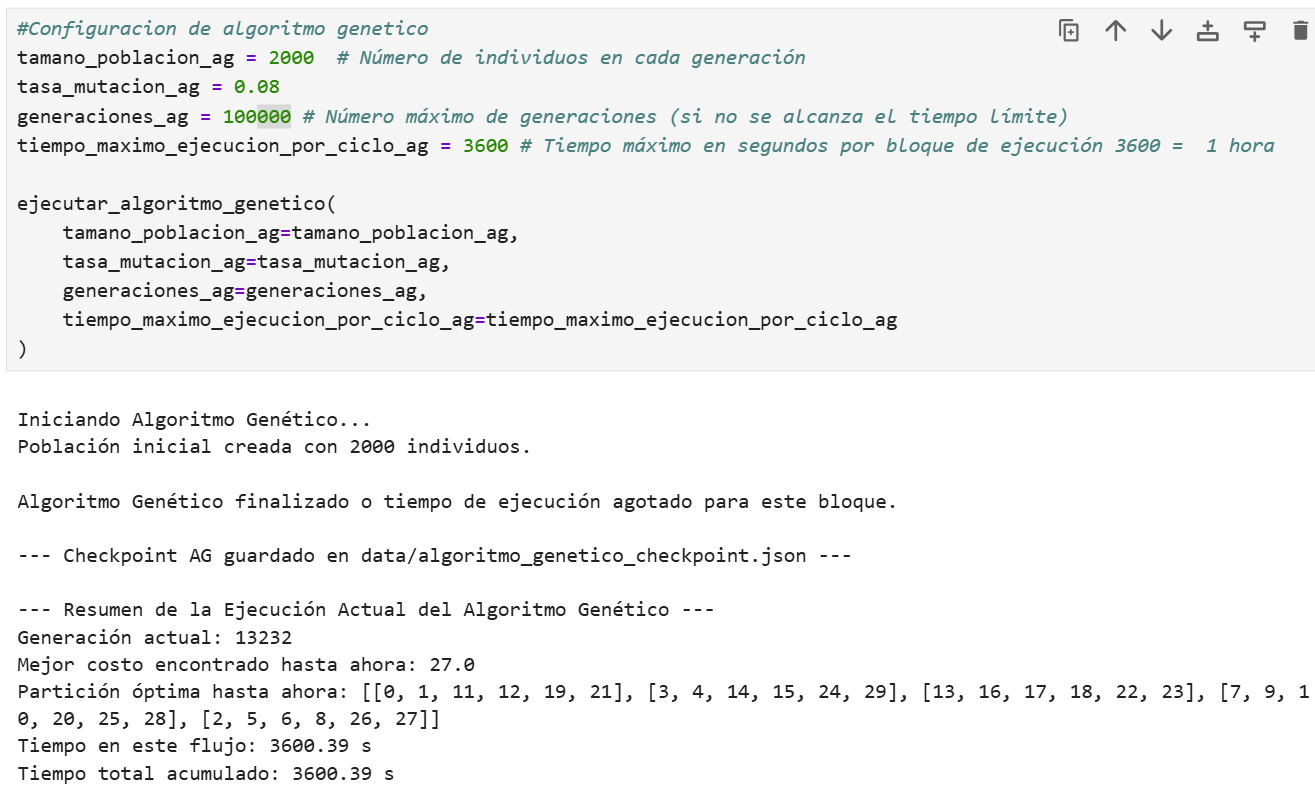 #Configuracion de algoritmo genetico
tamano_poblacion_ag = 2000  # Número de individuos en cada generación
tasa_mutacion_ag = 0.08
generaciones_ag = 100000 # Número máximo de generaciones (si no se alcanza el tiempo límite)
tiempo_maximo_ejecucion_por_ciclo_ag = 3600 # Tiempo máximo en segundos por bloque de ejecución 3600 =  1 hora

ejecutar_algoritmo_genetico(
    tamano_poblacion_ag=tamano_poblacion_ag,
    tasa_mutacion_ag=tasa_mutacion_ag,
    generaciones_ag=generaciones_ag,
    tiempo_maximo_ejecucion_por_ciclo_ag=tiempo_maximo_ejecucion_por_ciclo_ag
)

Iniciando Algoritmo Genético...
Población inicial creada con 2000 individuos.

Algoritmo Genético finalizado o tiempo de ejecución agotado para este bloque.

--- Checkpoint AG guardado en data/algoritmo_genetico_checkpoint.json ---

--- Resumen de la Ejecución Actual del Algoritmo Genético ---
Generación actual: 13232
Mejor costo encontrado hasta ahora: 27.0
Partición óptima hasta ahora: [[0, 1, 11, 12, 19, 21], [3, 4, 14, 15, 24, 29], [13, 16, 17, 18, 22, 23], [7, 9, 1
0, 20, 25, 28], [2, 5, 6, 8, 26, 27]]
Tiempo en este flujo: 3600.39 s
Tiempo total acumulado: 3600.39 s